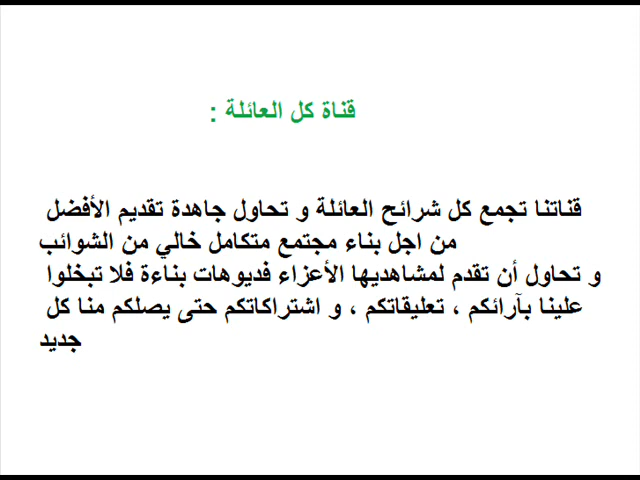 قناة كل العائلة :
قناتنا تجمع كل شرائح العائلة و تحاول جاهدة تقديم الأفضل
من اجل بناء مجتمع متكامل خالي من الشوائب
و تحاول أن تقدم لمشاهديها الأعزاء فديوهات بناءة فلا تبخلوا
علينا بآرائكم ، تعليقاتكم ، و اشتراكاتكم حتى يصلكم منا كل
جديد